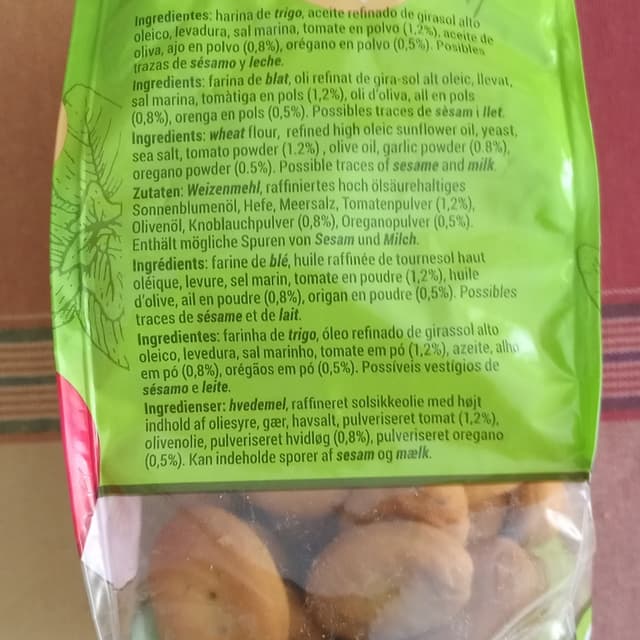 Ingredientes: harina de trigo, aceite refinado de girasol alto
oleico, levadura, sal marina, tomate en polvo (1,2%), aceite de
oliva, ajo en polvo (0,8%), orégano en polvo (0,5%). Posibles
trazas de sésamo y leche.
Ingredients: farina de blat, oli refinat de gira-sol alt oleic, llevat,
sal marina, tomàtiga en pols (1,2%), oli d'oliva, all en pols
(0,8%), orenga en pols (0,5%). Possibles traces de sèsam i llet.
Ingredients: wheat flour, refined high oleic sunflower oil, yeast,
sea salt, tomato powder (1.2%) , olive oil, garlic powder (0.8%),
oregano powder (0.5%). Possible traces of sesame and milk.
Zutaten: Weizenmehl, raffiniertes hoch ölsäurehaltiges
Sonnenblumenöl, Hefe, Meersalz, Tomatenpulver (1,2%),
Olivenöl, Knoblauchpulver (0,8%), Oreganopulver (0,5%).
Enthält mögliche Spuren von Sesam und Milch.
Ingrédients: farine de blé, huile raffinée de tournesol haut
oléique, levure, sel marin, tomate en poudre (1,2%), huile
d'olive, ail en poudre (0,8%), origan en poudre (0,5%). Possibles
traces de sésame et de lait.
Ingredientes: farinha de trigo, óleo refinado de girassol alto
oleico, levedura, sal marinho, tomate em pó (1,2%), azeite, alho
em pó (0,8%), orégãos em pó (0,5%). Possíveis vestígios de
sésamo e leite.
Ingredienser: hvedemel, raffineret solsikkeolie med højt
indhold af oliesyre, gær, havsalt, pulveriseret tomat (1,2%),
olivenolie, pulveriseret hvidløg (0,8%), pulveriseret oregano
(0,5%). Kan indeholde sporer af sesam og mælk.